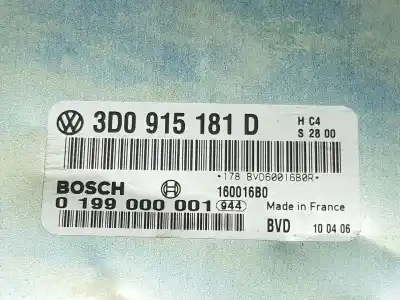 3D0 915 181 D
H C4
S 28 00
*178 BVD60016B0R*
BOSCH
160016B0
0 199 000 001
944
Made in France
BVD
10 04 06